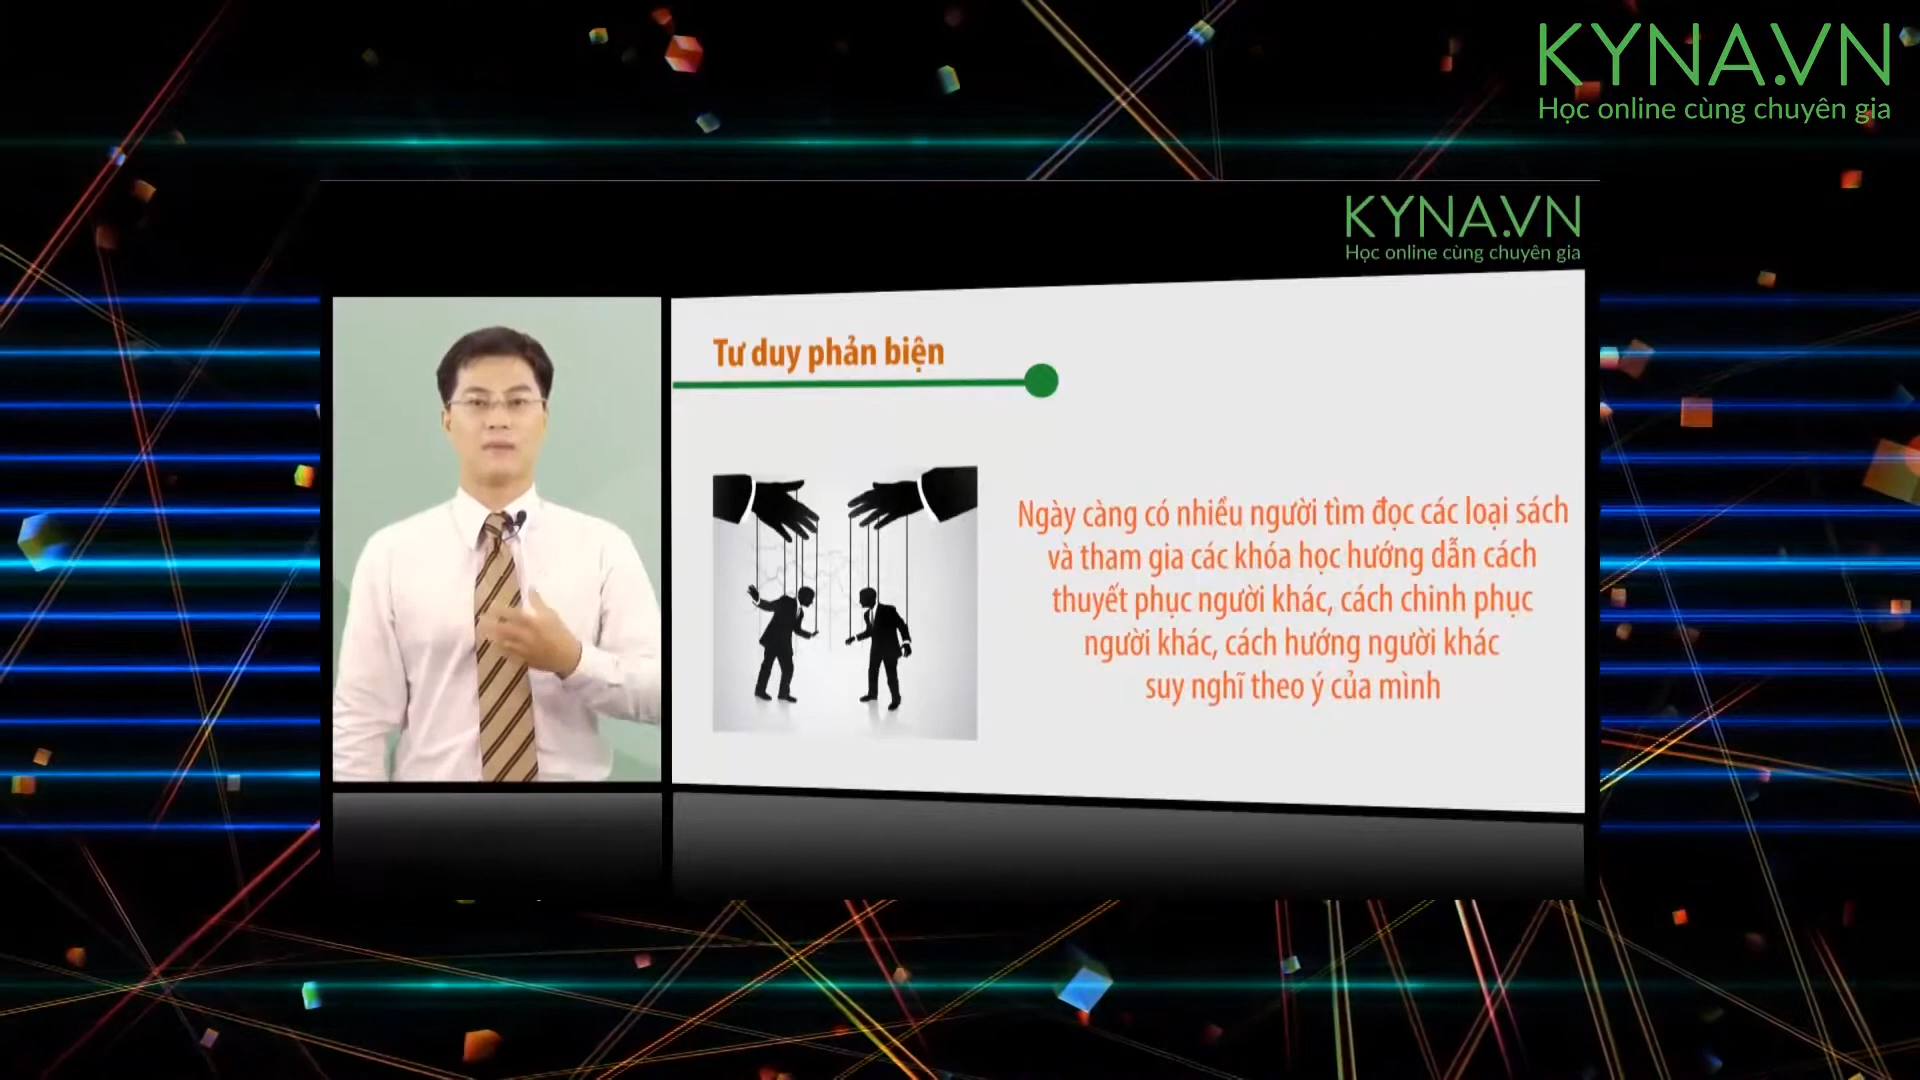 KYNA.VN
Học online cùng chuyên gia
KYNA.VN
Học online cùng chuyên gia
Tư duy phản biện
Ngày càng có nhiều người tìm đọc các loại sách
và tham gia các khóa học hướng dẫn cách
thuyết phục người khác, cách chinh phục
người khác, cách hướng người khác
suy nghĩ theo ý của mình